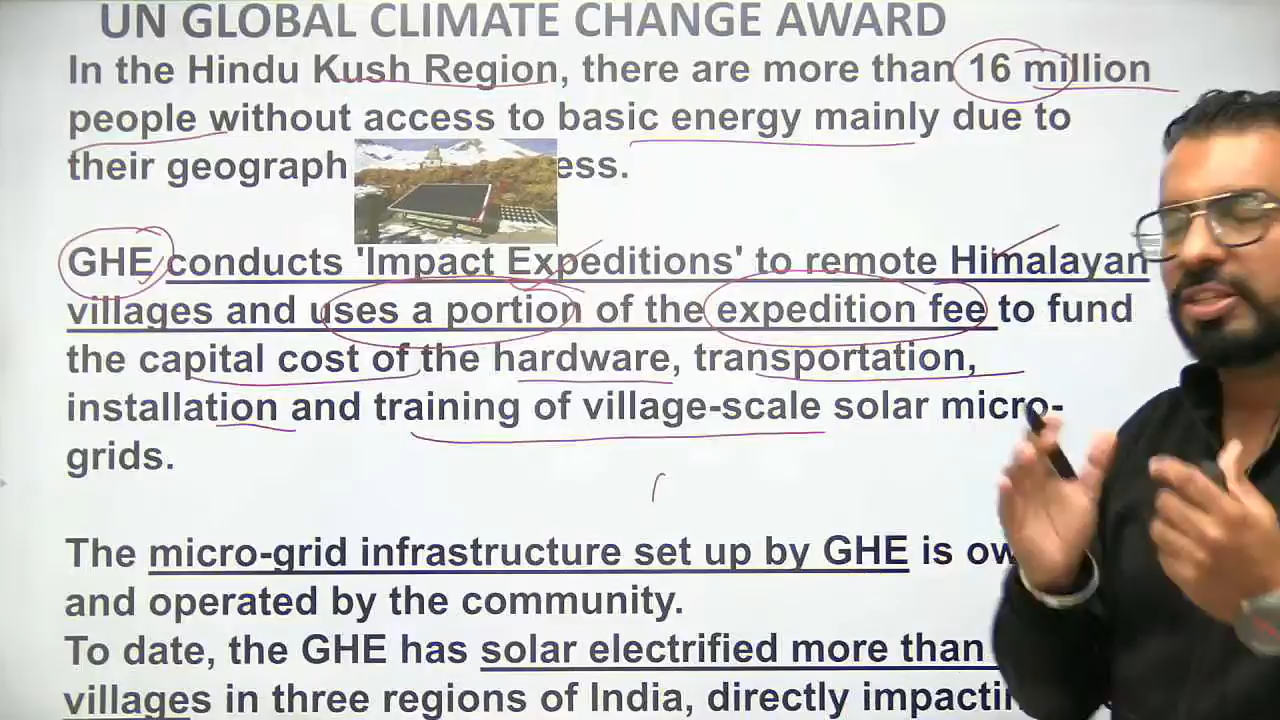 UN GLOBAL CLIMATE CHANGE AWARD
In the Hindu Kush Region, there are more than 16 million
people without access to basic energy mainly due to
their geograph ess.
GHE conducts 'Impact Expeditions' to remote Himalayan
villages and uses a portion of the expedition fee to fund
the capital cost of the hardware, transportation,
installation and training of village-scale solar micro-
grids.
The micro-grid infrastructure set up by GHE is ow
and operated by the community.
To date, the GHE has solar electrified more than
villages in three regions of India, directly impactin